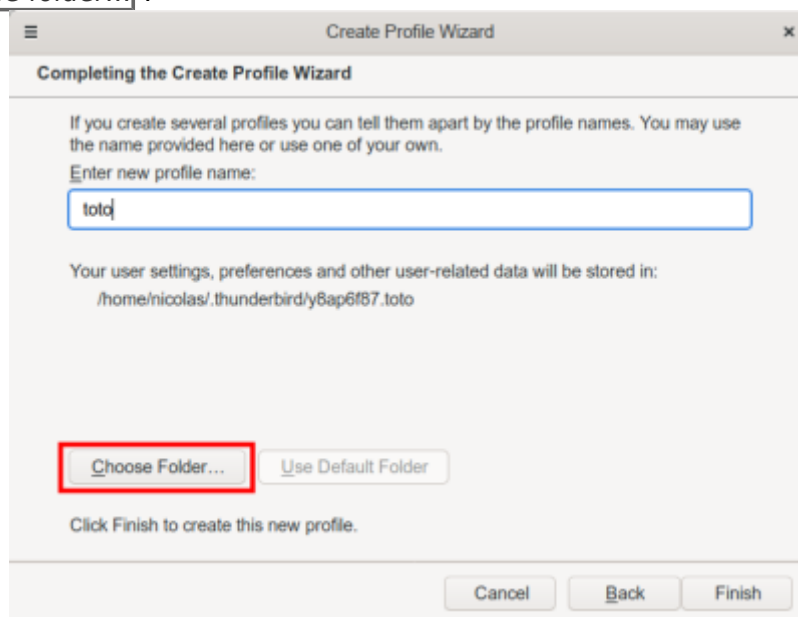 folder...
Create Profile Wizard
Completing the Create Profile Wizard
If you create several profiles you can tell them apart by the profile names. You may use
the name provided here or use one of your own.
Enter new profile name:
toto
Your user settings, preferences and other user-related data will be stored in:
/home/nicolas/.thunderbird/y8ap6f87.toto
Choose Folder...
Use Default Folder
Click Finish to create this new profile.
Cancel
Back
Finish